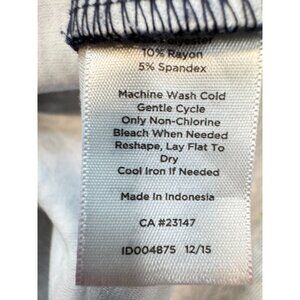 Polyester
10% Rayon
5% Spandex
Machine Wash Cold
Gentle Cycle
Only Non-Chlorine
Bleach When Needed
Reshape, Lay Flat To
Dry
Cool Iron If Needed
Made In Indonesia
CA #23147
ID004875 12/15